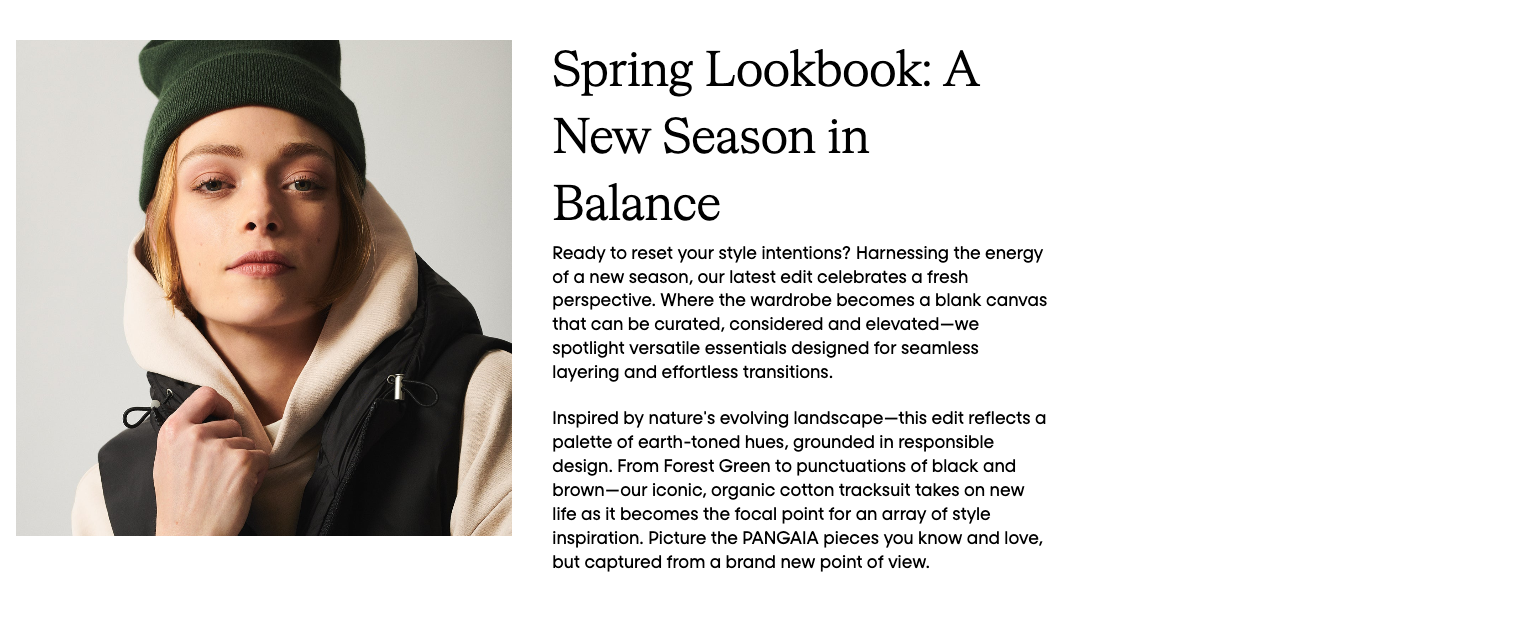 Spring Lookbook: A
New Season in
Balance
Ready to reset your style intentions? Harnessing the energy
of a new season, our latest edit celebrates a fresh
perspective. Where the wardrobe becomes a blank canvas
that can be curated, considered and elevated—we
spotlight versatile essentials designed for seamless
layering and effortless transitions.
Inspired by nature's evolving landscape—this edit reflects a
palette of earth-toned hues, grounded in responsible
design. From Forest Green to punctuations of black and
brown—our iconic, organic cotton tracksuit takes on new
life as it becomes the focal point for an array of style
inspiration. Picture the PANGAIA pieces you know and love,
but captured from a brand new point of view.